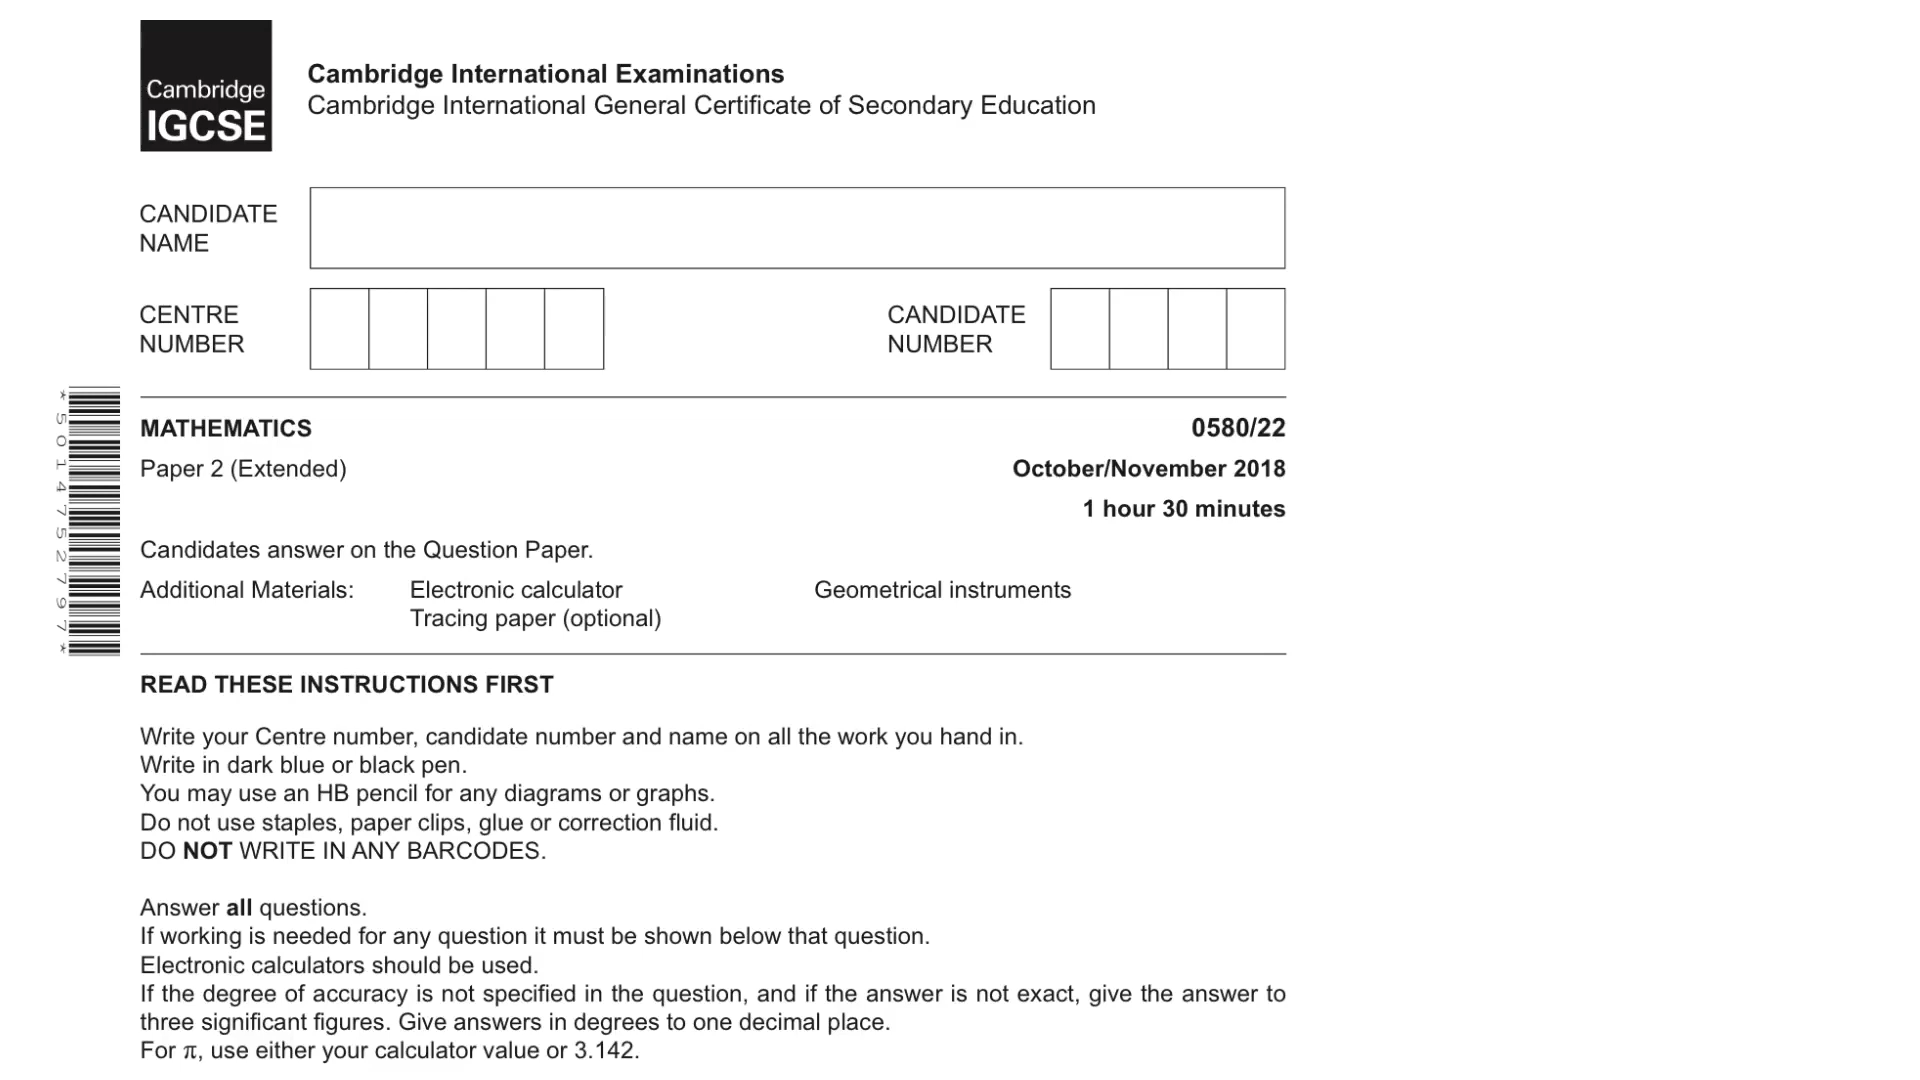 Cambridge
IGCSE
Cambridge International Examinations
Cambridge International General Certificate of Secondary Education
CANDIDATE
NAME
CENTRE
NUMBER
CANDIDATE
NUMBER
*5014752797*
MATHEMATICS 0580/22
Paper 2 (Extended) October/November 2018
1 hour 30 minutes
Candidates answer on the Question Paper.
Additional Materials: Electronic calculator Geometrical instruments
Tracing paper (optional)
READ THESE INSTRUCTIONS FIRST
Write your Centre number, candidate number and name on all the work you hand in.
Write in dark blue or black pen.
You may use an HB pencil for any diagrams or graphs.
Do not use staples, paper clips, glue or correction fluid.
DO NOT WRITE IN ANY BARCODES.
Answer all questions.
If working is needed for any question it must be shown below that question.
Electronic calculators should be used.
If the degree of accuracy is not specified in the question, and if the answer is not exact, give the answer to
three significant figures. Give answers in degrees to one decimal place.
For π, use either your calculator value or 3.142.